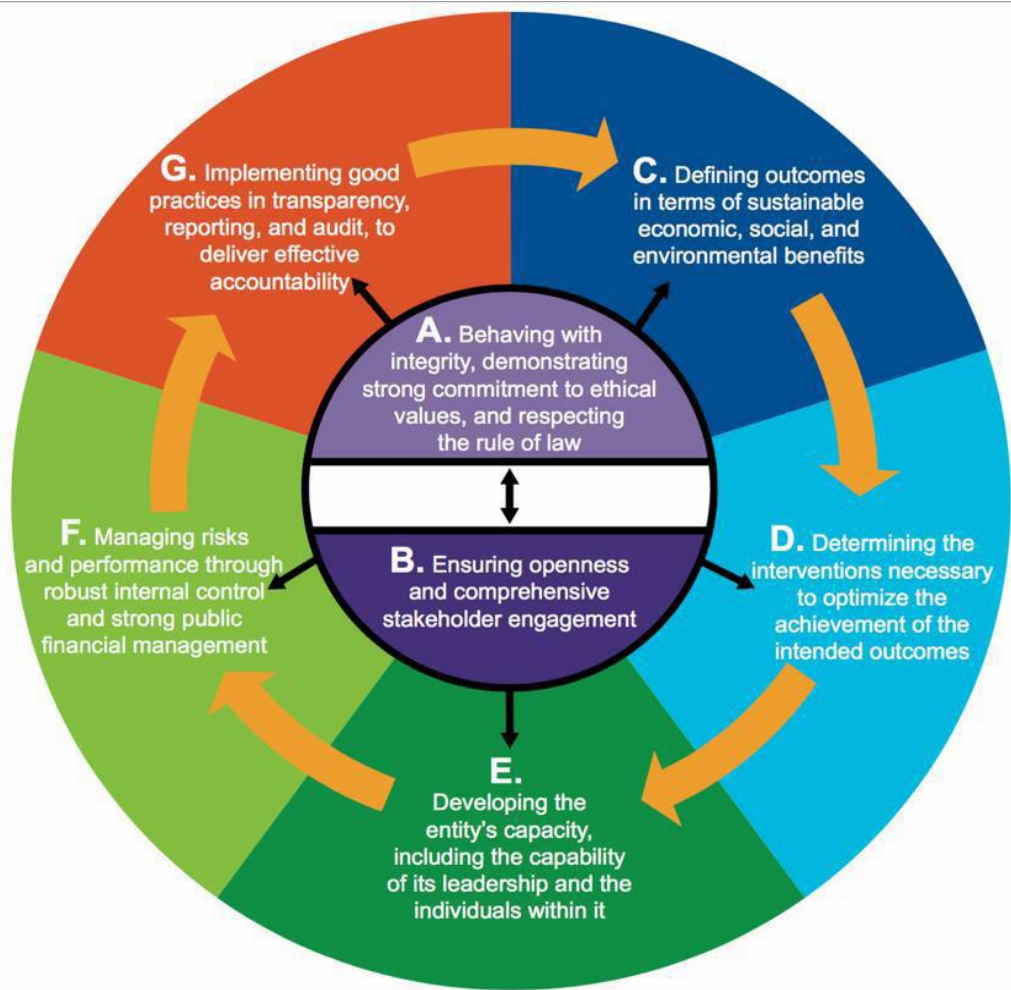 G. Implementing good
practices in transparency,
reporting, and audit, to
deliver effective
accountability
C. Defining outcomes
in terms of sustainable
economic, social, and
environmental benefits
A. Behaving with
integrity, demonstrating
strong commitment to ethical
values, and respecting
the rule of law
B. Ensuring openness
and comprehensive
stakeholder engagement
D. Determining the
interventions necessary
to optimize the
achievement of the
intended outcomes
E.
Developing the
entity's capacity,
including the capability
of its leadership and the
individuals within it
F. Managing risks
and performance through
robust internal control
and strong public
financial management